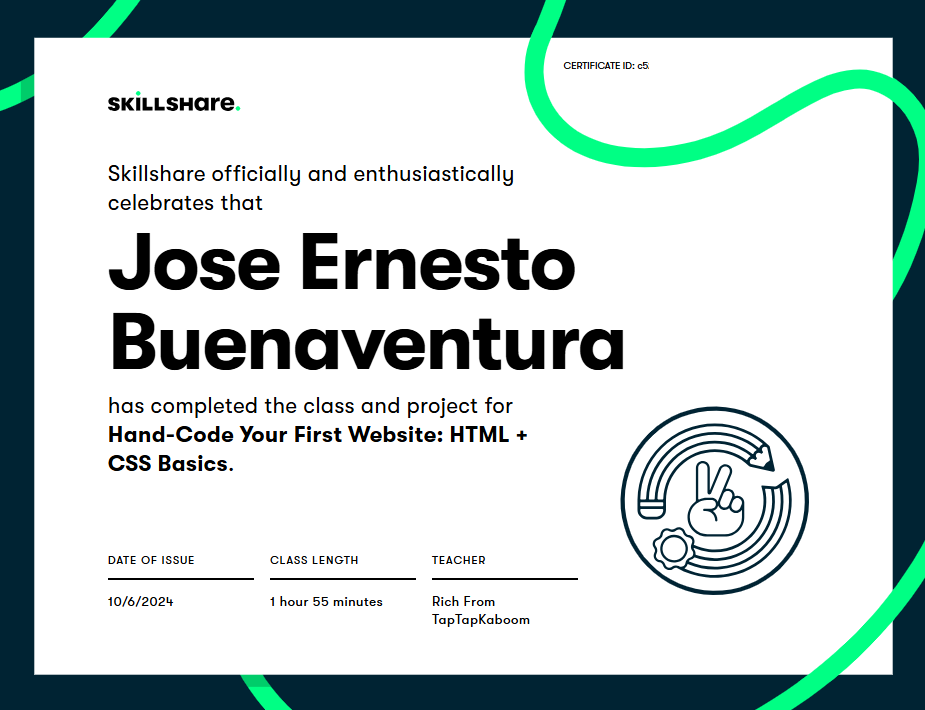 CERTIFICATE ID: c5
SKILLSHare.
Skillshare officially and enthusiastically
celebrates that
Jose Ernesto
Buenaventura
has completed the class and project for
Hand-Code Your First Website: HTML +
CSS Basics.
DATE OF ISSUE
CLASS LENGTH
TEACHER
10/6/2024
1 hour 55 minutes
Rich From
TapTapKaboom